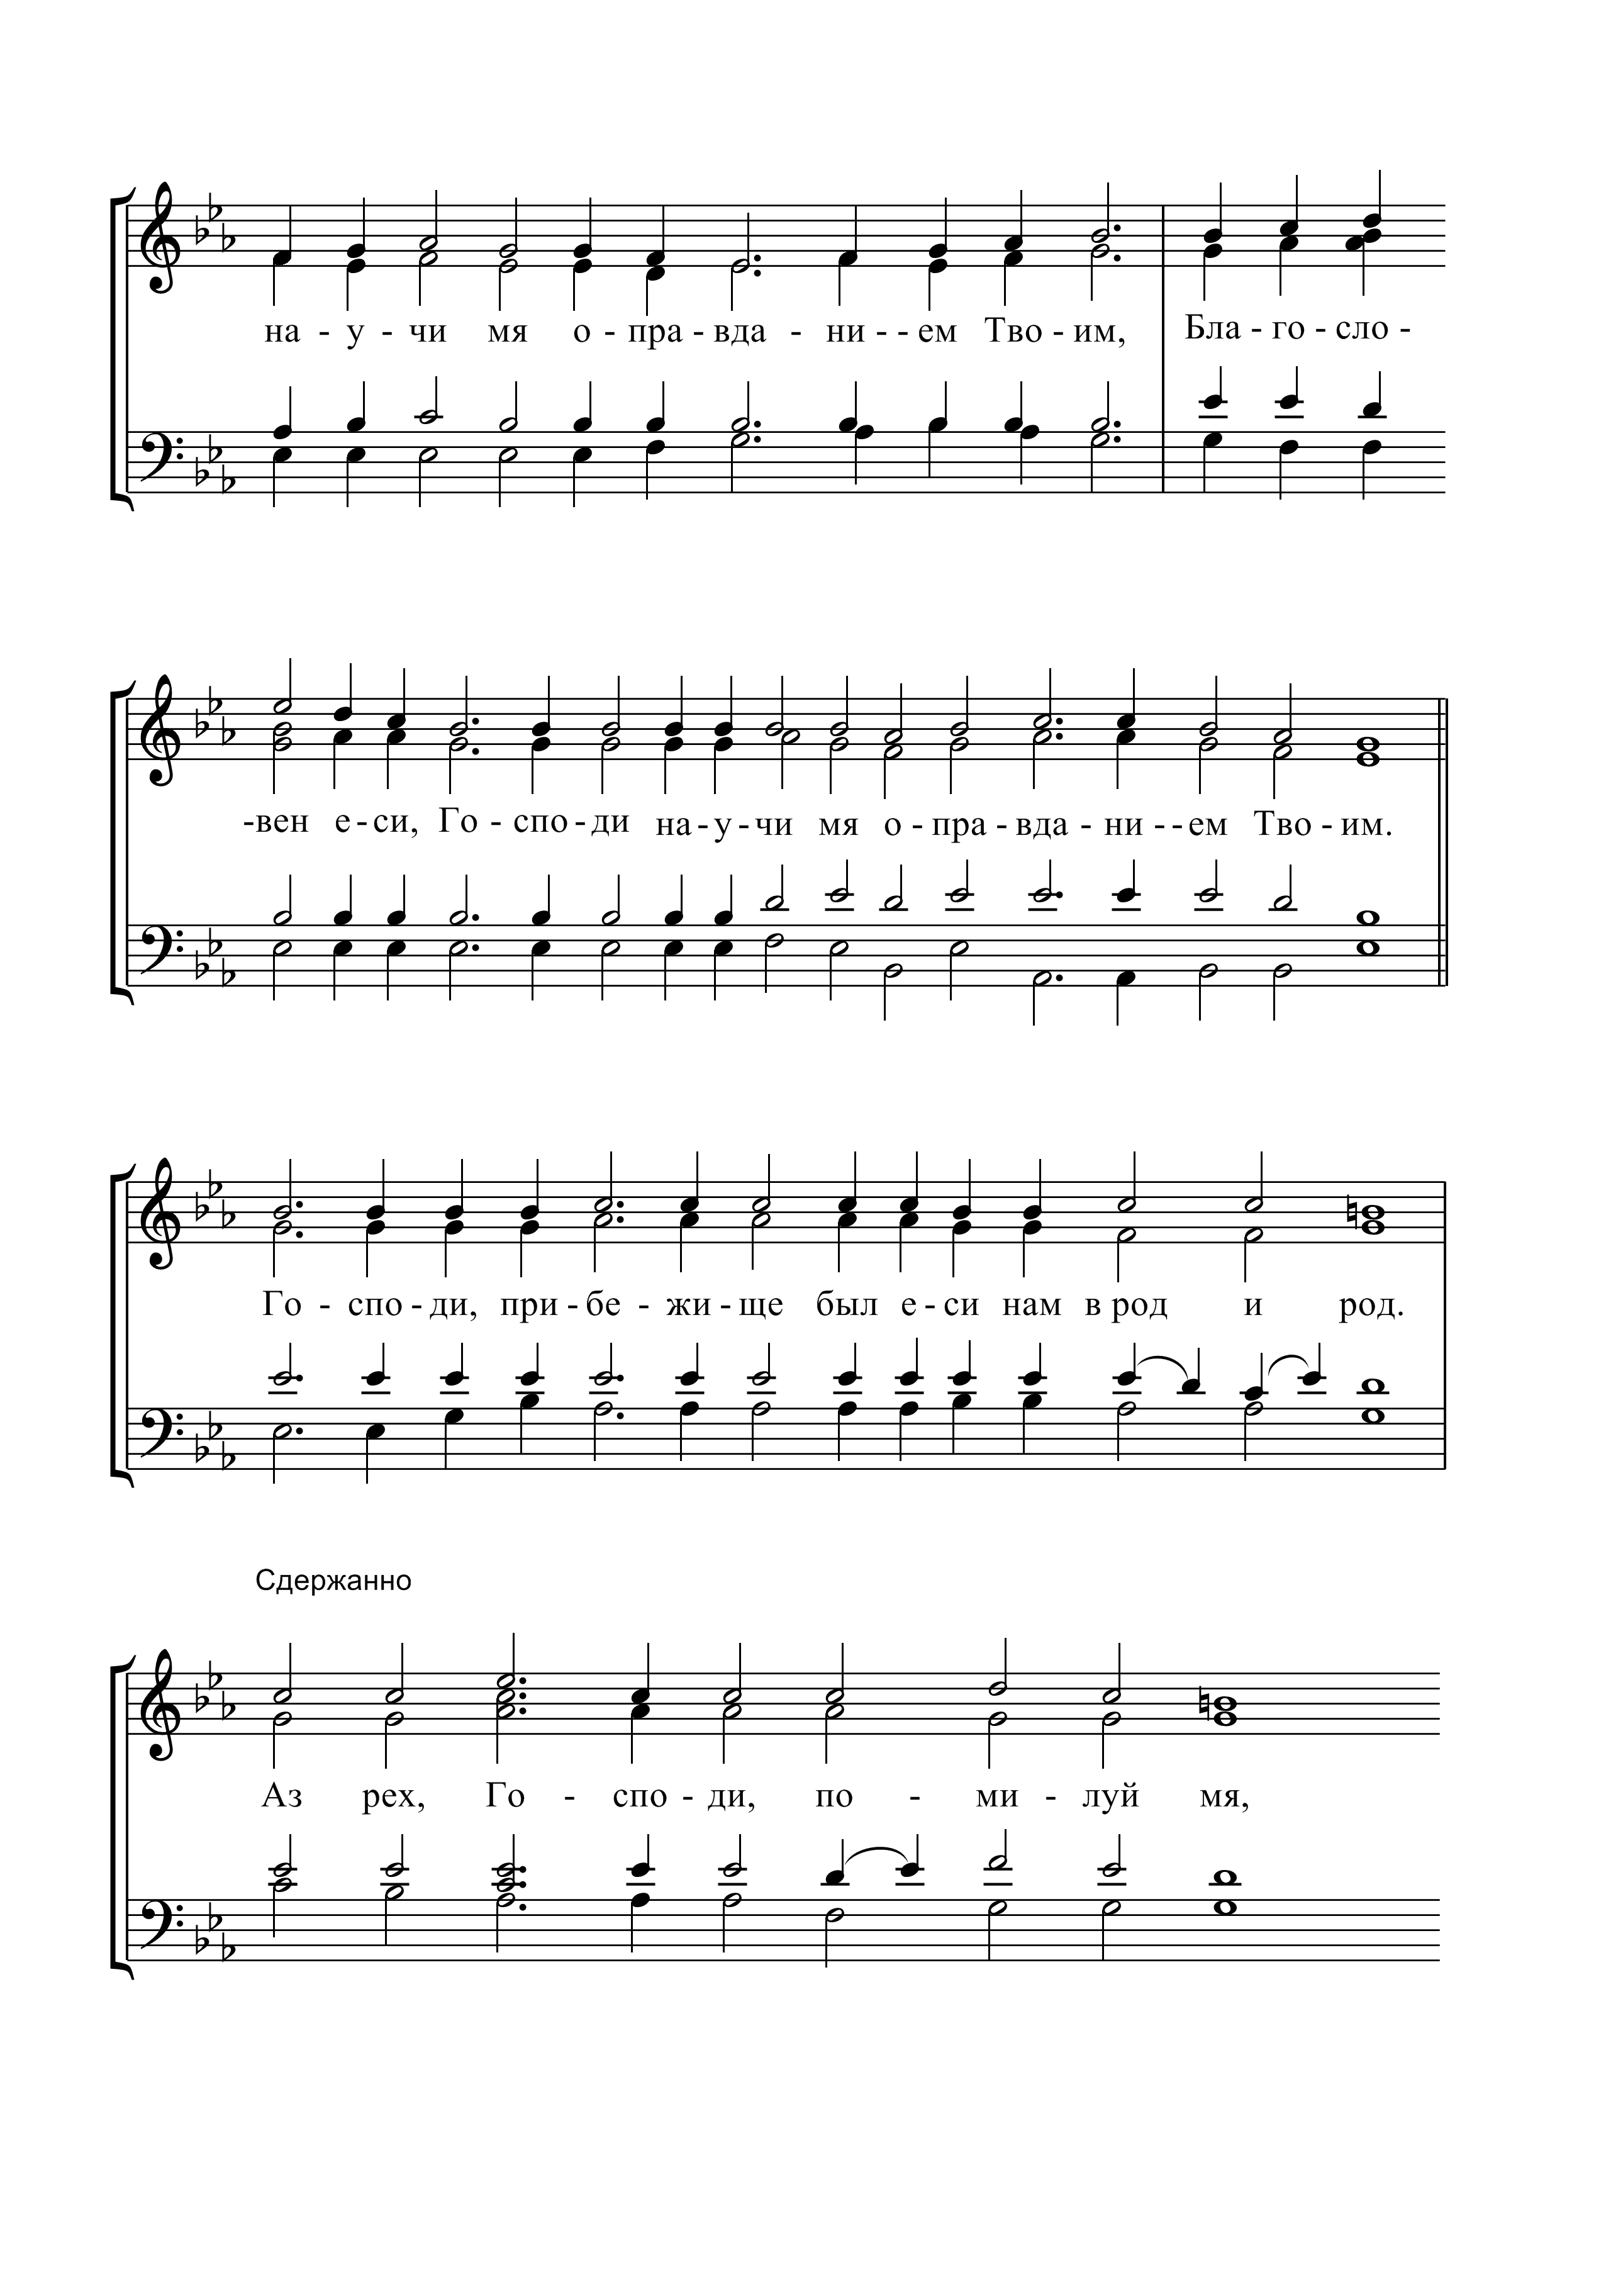 на - у - чи мя о - пра - вда - ни - - ем Тво - им, Бла - го - сло -
-вен е - си, Го - спо - ди на - у - чи мя о - пра - вда - ни - - ем Тво - им.
Го - спо - ди, при - бе - жи - ще был е - си нам в род и род.
Сдержанно
Аз рех, Го - спо - ди, по - ми - луй мя,